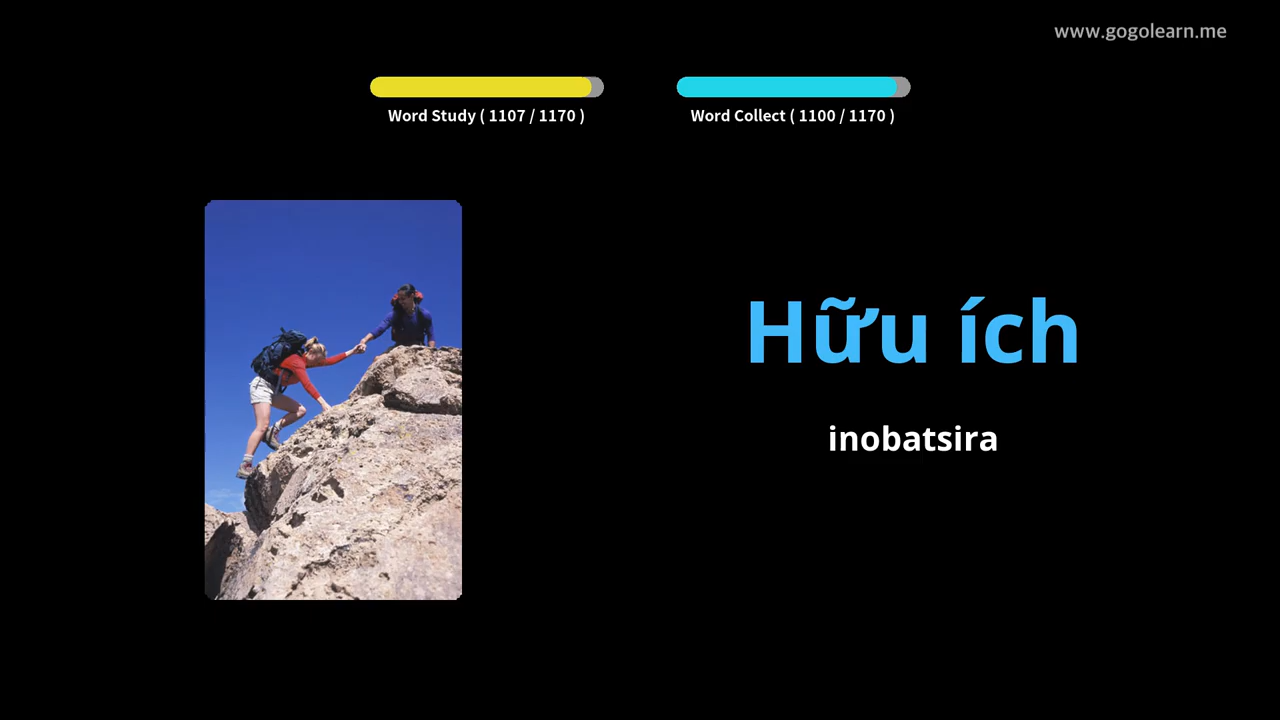 www.gogolearn.me
Word Study ( 1107 / 1170 )
Word Collect ( 1100 / 1170 )
Hữu ích
inobatsira